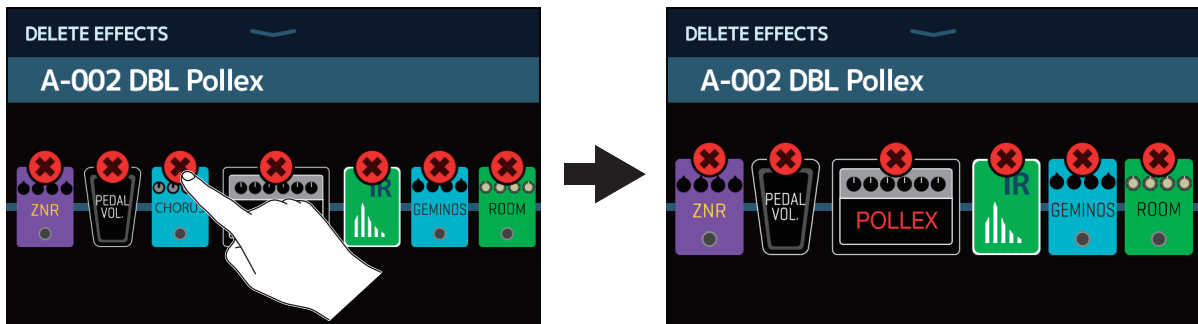 DELETE EFFECTS
A-002 DBL Pollex
ZNR
PEDAL
VOL.
CHORUS
IR
GEMINOS
ROOM
DELETE EFFECTS
A-002 DBL Pollex
ZNR
PEDAL
VOL.
POLLEX
IR
GEMINOS
ROOM